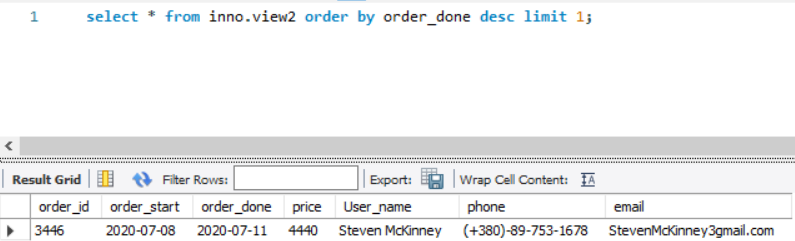 1 select * from inno.view2 order by order_done desc limit 1;
Result Grid Filter Rows: Export: Wrap Cell Content:
order_id order_start order_done price User_name phone email
3446 2020-07-08 2020-07-11 4440 Steven McKinney (+380)-89-753-1678 StevenMcKinney3gmail.com